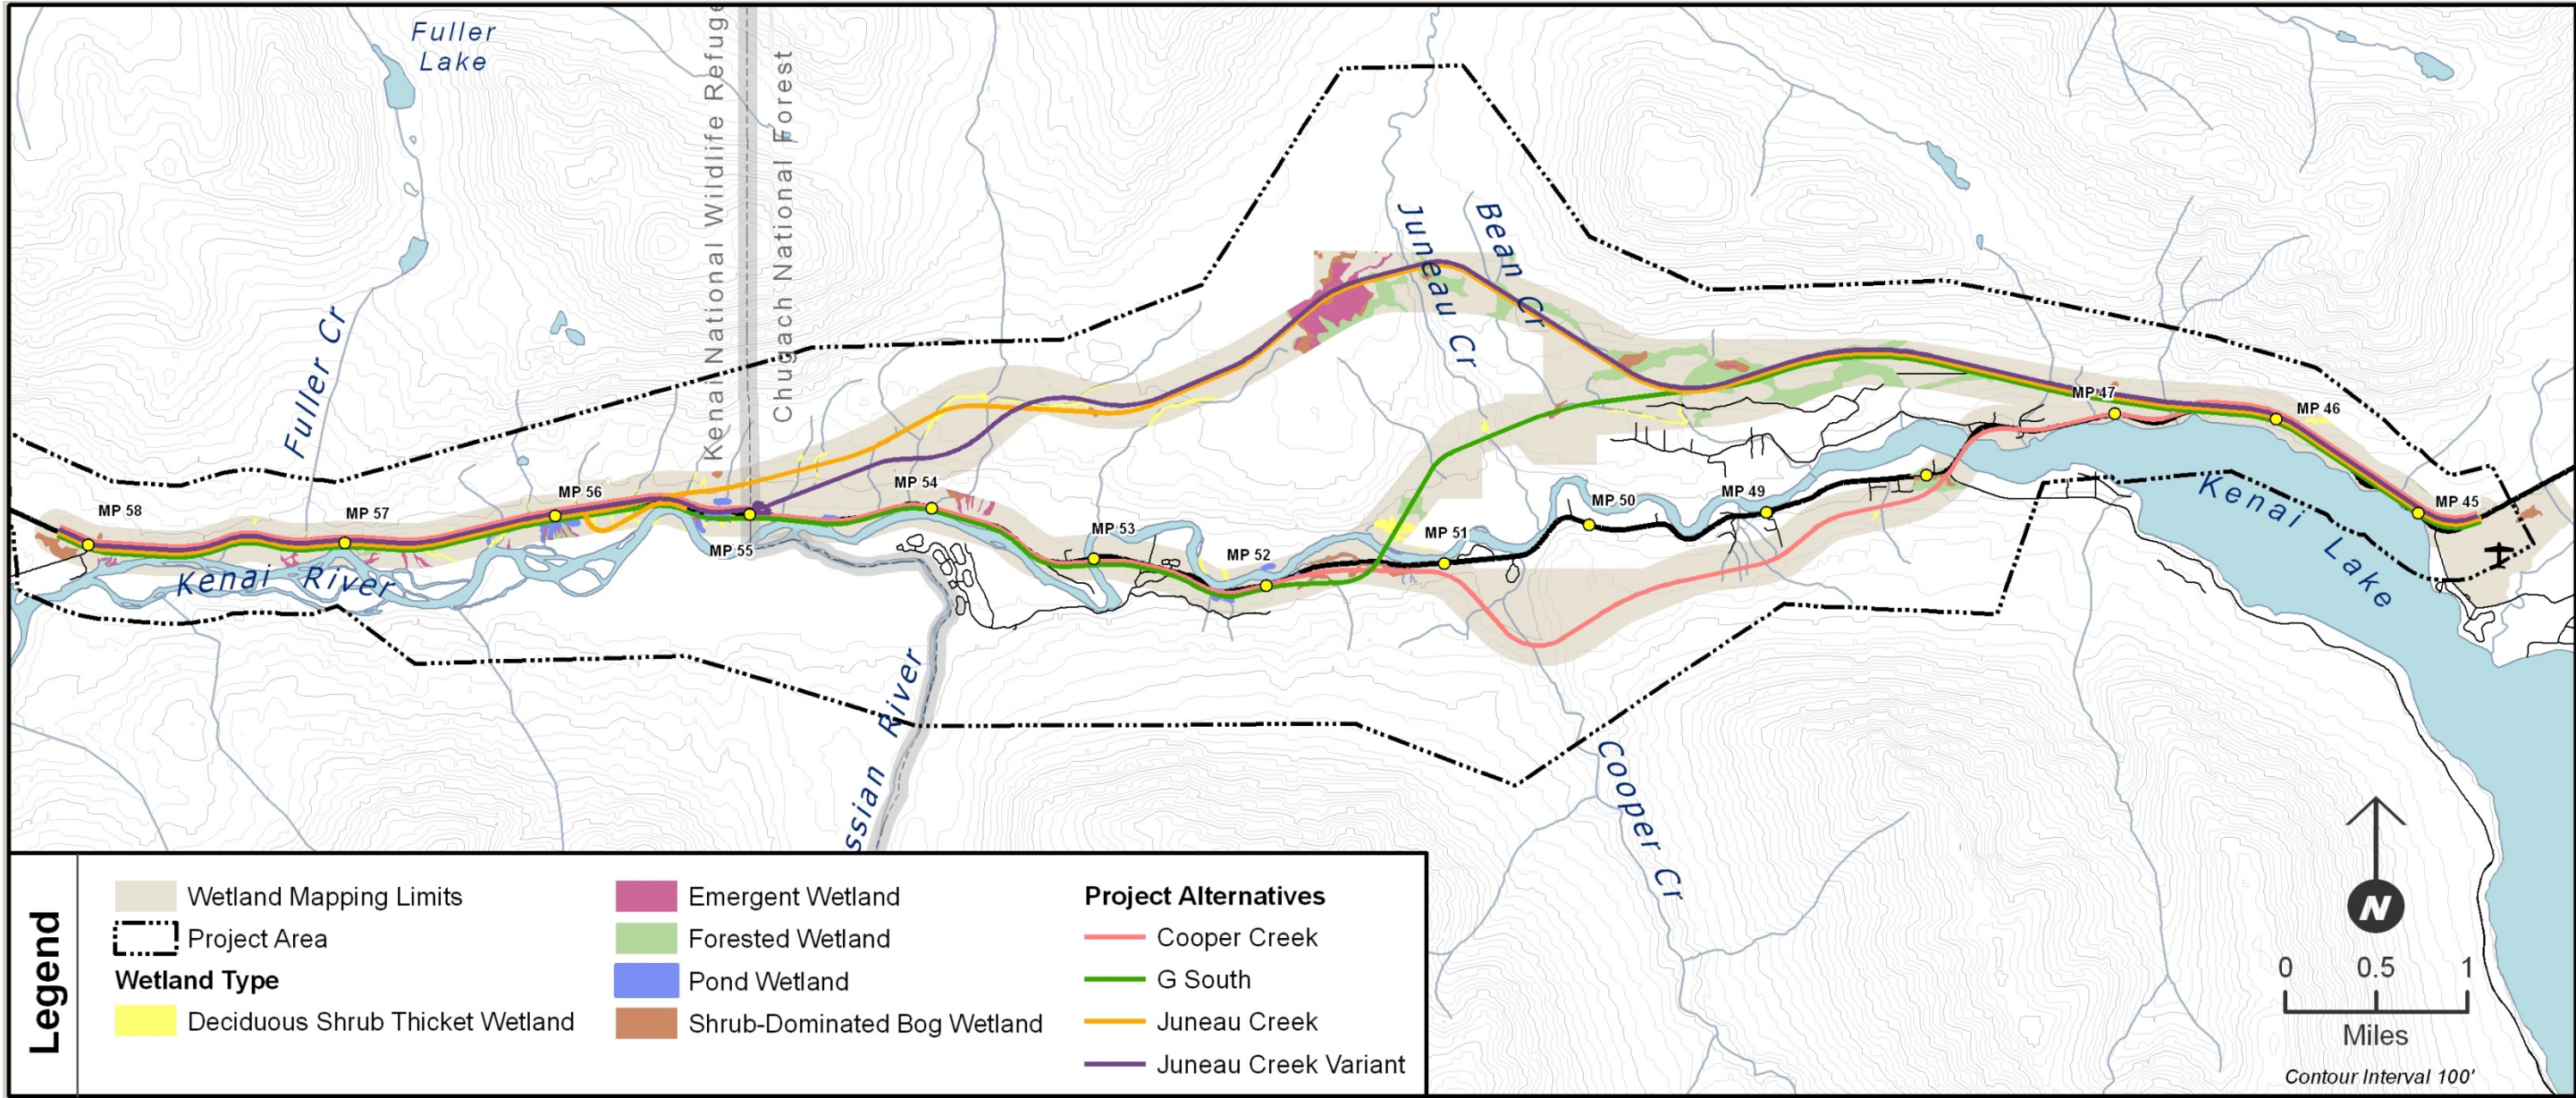 Fuller
Lake
Kenai National Wildlife Refuge
Chugach National Forest
Fuller Cr
Juneau Cr
Bean Cr
MP 58
MP 57
MP 56
MP 55
MP 54
MP 53
MP 52
MP 51
MP 50
MP 49
MP 47
MP 46
MP 45
Kenai River
Kenai Lake
ssian River
Cooper Cr
Legend
Wetland Mapping Limits
Project Area
Wetland Type
Deciduous Shrub Thicket Wetland
Emergent Wetland
Forested Wetland
Pond Wetland
Shrub-Dominated Bog Wetland
Project Alternatives
Cooper Creek
G South
Juneau Creek
Juneau Creek Variant
N
0 0.5 1
Miles
Contour Interval 100'